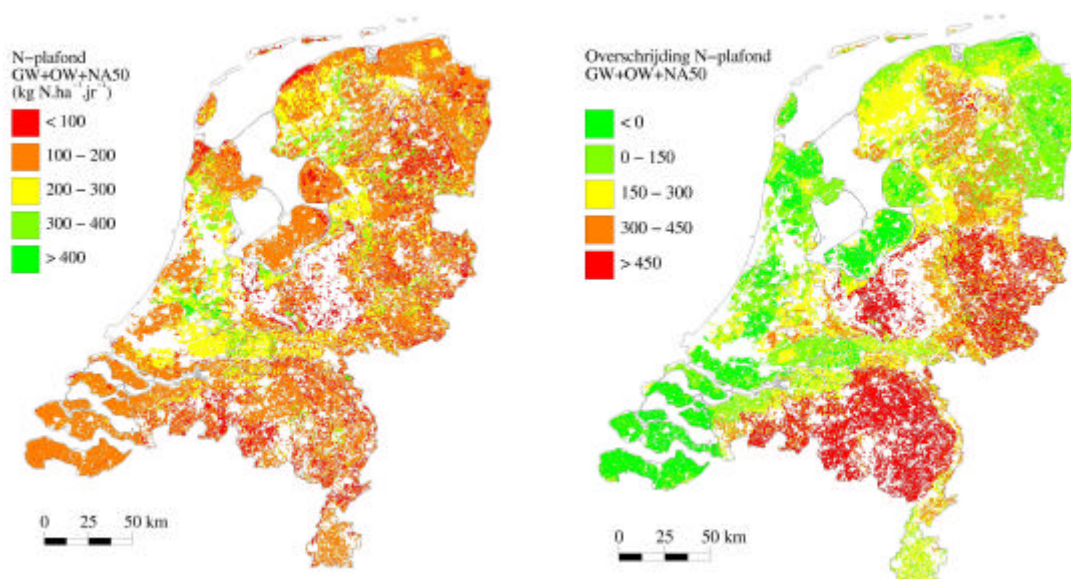 N−plafond
GW+OW+NA50
(kg N.ha⁻¹.jr⁻¹)
< 100
100 − 200
200 − 300
300 − 400
> 400
0 25 50 km
Overschrijding N−plafond
GW+OW+NA50
< 0
0 − 150
150 − 300
300 − 450
> 450
0 25 50 km